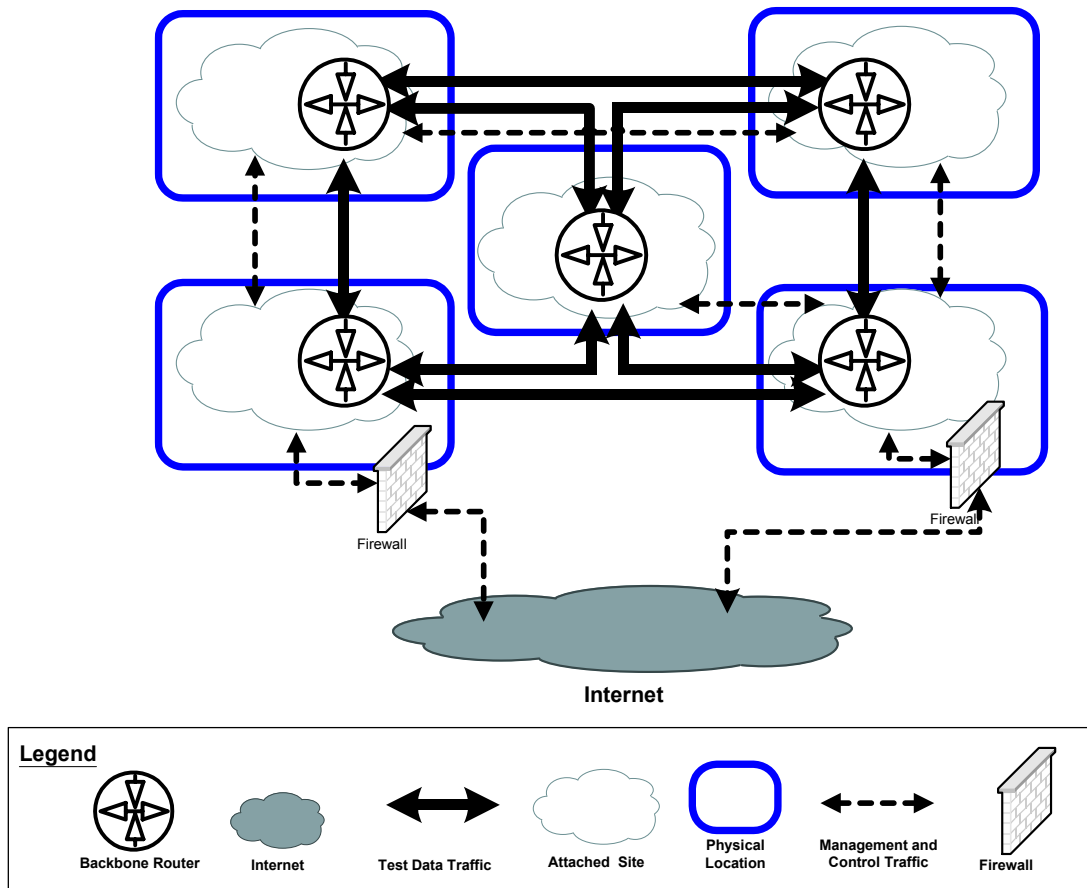 Firewall
Firewall
Internet
Legend
Backbone Router
Internet
Test Data Traffic
Attached Site
Physical
Location
Management and
Control Traffic
Firewall